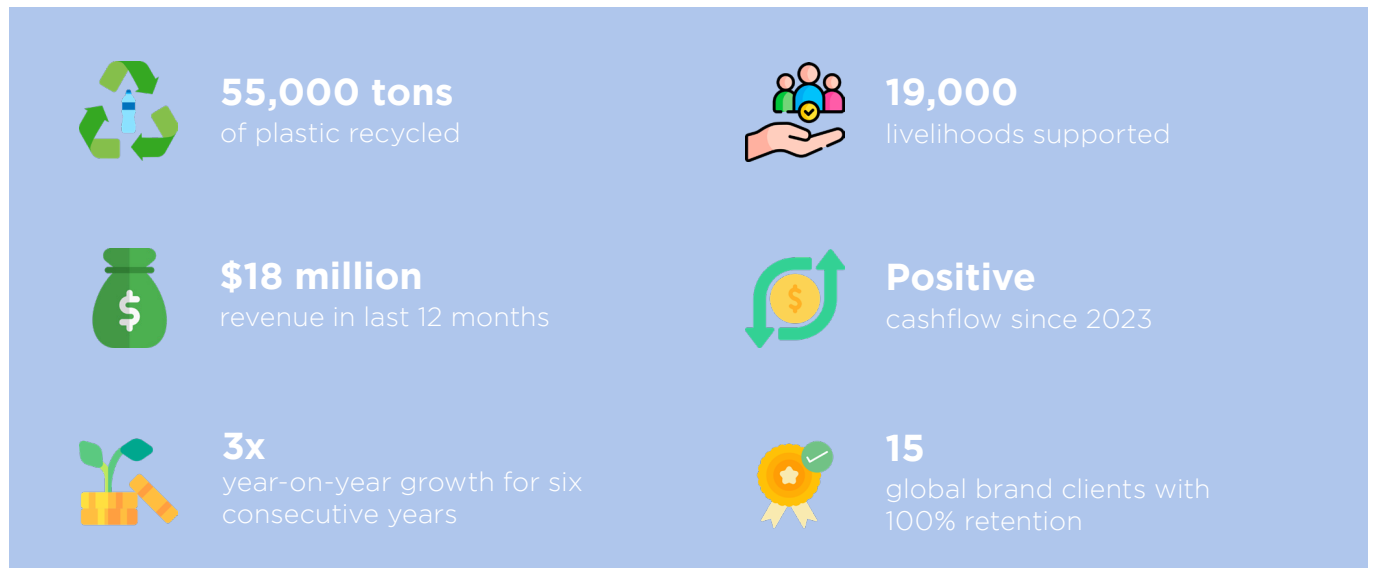 55,000 tons
of plastic recycled
19,000
livelihoods supported
$
$18 million
revenue in last 12 months
$
Positive
cashflow since 2023
3x
year-on-year growth for six
consecutive years
15
global brand clients with
100% retention